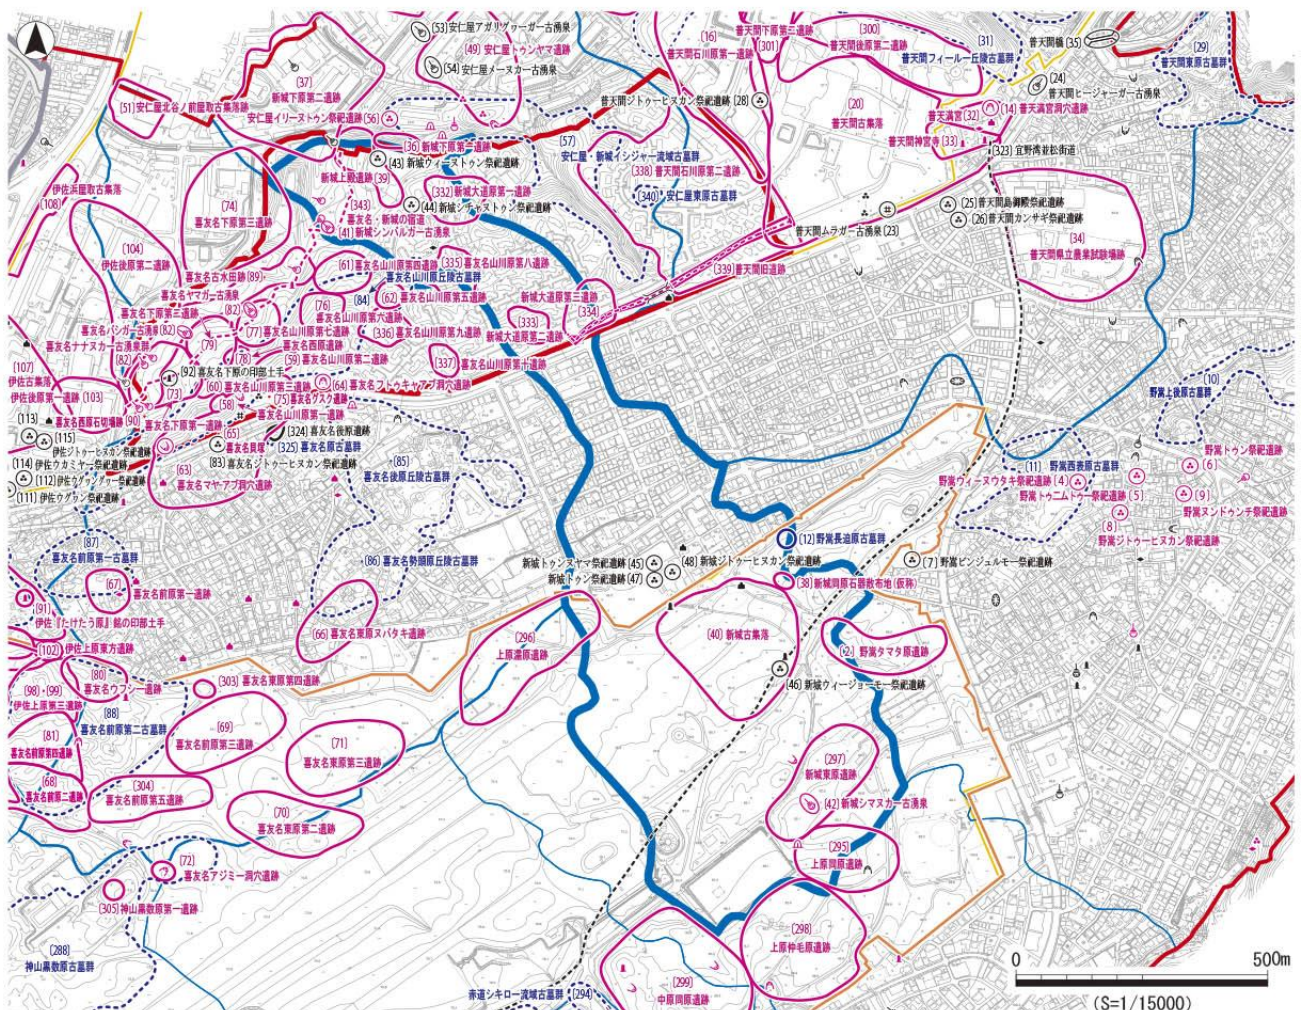 (53)安仁屋アガリグヮーガー古湧泉
(49) 安仁屋トゥンヤマ遺跡
(54)安仁屋メーヌカー古湧泉
(37)
新城下原第二遺跡
(51)安仁屋北谷ノ前屋取古集落跡
安仁屋イリーヌトゥン祭祀遺跡(56)
(36)新城下原第一遺跡
(43)新城ウィーヌトゥン祭祀遺跡
新城上殿遺跡(39)
(332)新城大道原第一遺跡
(44)新城シチャヌトゥン祭祀遺跡
(343)
喜友名・新城の宿道
(41)新城シンバルガー古湧泉
(16)
普天間石川原第一遺跡
普天間下原第二遺跡
(301)
(300)
普天間後原第二遺跡
(31)
普天間フィールー丘陵古墓群
普天間橋(35)
(29)
普天間東原古墓群
(24)
普天間ヒージャーガー古湧泉
普天間ジトゥーヒヌカン祭祀遺跡(28)
(20)
普天間古集落
(14)普天満宮洞穴遺跡
普天満宮(32)
普天間神宮寺(33)
(323)宜野湾並松街道
(57)
安仁屋・新城イシジャー流域古墓群
(338)普天間石川原第二遺跡
(340)安仁屋東原古墓群
普天間ムラガー古湧泉(23)
(25)普天間鳥御殿祭祀遺跡
(26)普天間カンサギ祭祀遺跡
(34)
普天間県立農業試験場跡
(339)普天間旧道跡
伊佐浜屋取古集落
(108)
(74)
喜友名下原第三遺跡
(104)
伊佐後原第二遺跡
喜友名古水田跡(89)
喜友名ヤマガー古湧泉
(82)
喜友名下原第二遺跡
喜友名バンガー古湧泉(82)
喜友名ナナヌカー古湧泉群
(82)
(79)
(61)喜友名山川原第四遺跡
(335)喜友名山川原第八遺跡
喜友名山川原丘陵古墓群
(84)
(62)喜友名山川原第五遺跡
(76)
喜友名山川原第六遺跡
(77)喜友名山川原第七遺跡
(336)喜友名山川原第九遺跡
新城大道原第三遺跡
(334)
(333)
新城大道原第二遺跡
喜友名西原遺跡
(78)
(59)喜友名山川原第二遺跡
(337)喜友名山川原第十遺跡
(92)喜友名下原の印部土手
(60)喜友名山川原第三遺跡
(64)喜友名フトゥキャアブ洞穴遺跡
(75)喜友名グスク遺跡
(73)
(58)
喜友名山川原第一遺跡
(107)
伊佐古集落
伊佐後原第一遺跡(103)
喜友名西原石切場跡(90)
喜友名下原第一遺跡
(65)
喜友名貝塚
(324)喜友名後原遺跡
(325)喜友名原古墓群
(83)喜友名ジトゥーヒヌカン祭祀遺跡
(113)
(115)
伊佐ジトゥーヒヌカン祭祀遺跡
(114)伊佐ウカミヤー祭祀遺跡
(112)伊佐ウグヮングヮー祭祀遺跡
(111)伊佐ウグヮン祭祀遺跡
(63)
喜友名マヤーアブ洞穴遺跡
(85)
喜友名後原丘陵古墓群
(10)
野嵩上後原古墓群
(11)
野嵩西表原古墓群
野嵩ウィーヌウタキ祭祀遺跡(4)
野嵩トゥン祭祀遺跡
(6)
野嵩トゥニムトゥー祭祀遺跡(5)
(9)
野嵩ヌンドゥンチ祭祀遺跡
(8)
野嵩ジトゥーヒヌカン祭祀遺跡
(87)
喜友名前原第一古墓群
(67)
喜友名前原第一遺跡
(86)喜友名勢頭原丘陵古墓群
(12)野嵩長迫原古墓群
新城トゥンヌヤマ祭祀遺跡(45)
(48)新城ジトゥーヒヌカン祭祀遺跡
新城トゥン祭祀遺跡(47)
(7)野嵩ビンジュルモー祭祀遺跡
(38)新城同原石器散布地(仮称)
(91)
伊佐『たけたう原』銘の印部土手
(66)喜友名東原ヌバタキ遺跡
(296)
上原濡原遺跡
(40)新城古集落
(2)野嵩タマタ原遺跡
(102)伊佐上原東方遺跡
(80)
喜友名ウフシー遺跡
(303)喜友名東原第四遺跡
(46)新城ウィージョーモー祭祀遺跡
(98)・(99)
伊佐上原第三遺跡
(88)
喜友名前原第二古墓群
(69)
喜友名前原第三遺跡
(71)
喜友名東原第三遺跡
(81)
喜友名前原第四遺跡
(68)
喜友名前原第二遺跡
(304)
喜友名前原第五遺跡
(70)
喜友名東原第二遺跡
(297)
新城東原遺跡
(42)新城シマヌカー古湧泉
(295)
上原同原遺跡
(72)
喜友名アジミー洞穴遺跡
(305)神山黒数原第一遺跡
(288)
神山黒数原古墓群
(298)
上原仲毛原遺跡
(299)
中原同原遺跡
赤道シキロー流域古墓群(294)
0
500m
(S=1/15000)